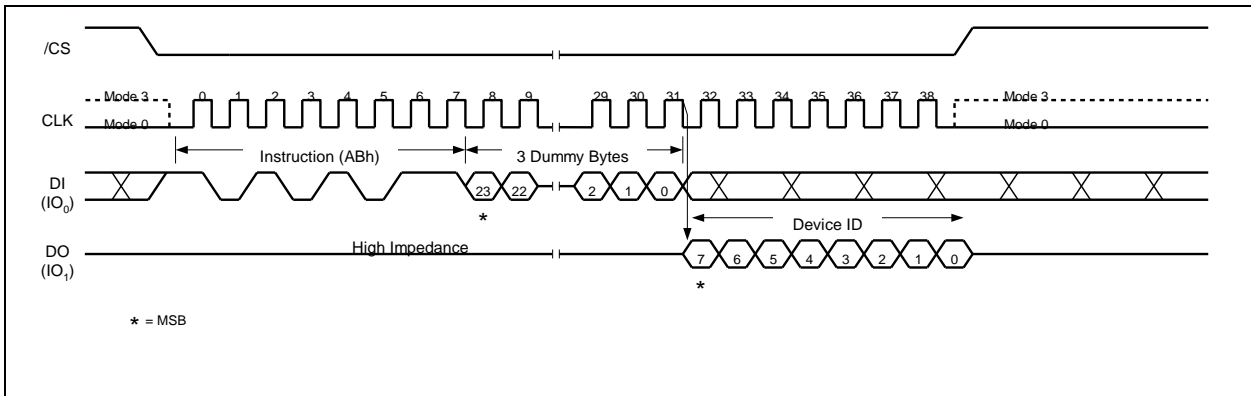 /CS
Mode 3 0 1 2 3 4 5 6 7 8 9 29 30 31 32 33 34 35 36 37 38 Mode 3
CLK
Mode 0 Mode 0
Instruction (ABh) 3 Dummy Bytes
DI
(IO0)
23 22 2 1 0
*
Device ID
High Impedance
DO
(IO1)
7 6 5 4 3 2 1 0
*
* = MSB